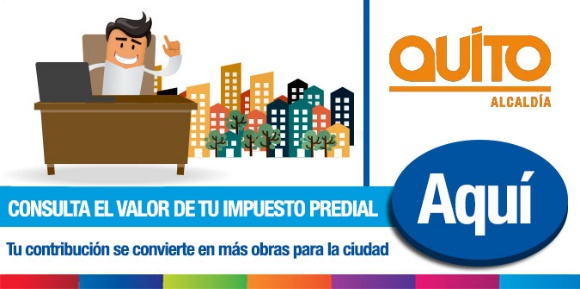 QUITO
ALCALDÍA
CONSULTA EL VALOR DE TU IMPUESTO PREDIAL
Aquí
Tu contribución se convierte en más obras para la ciudad